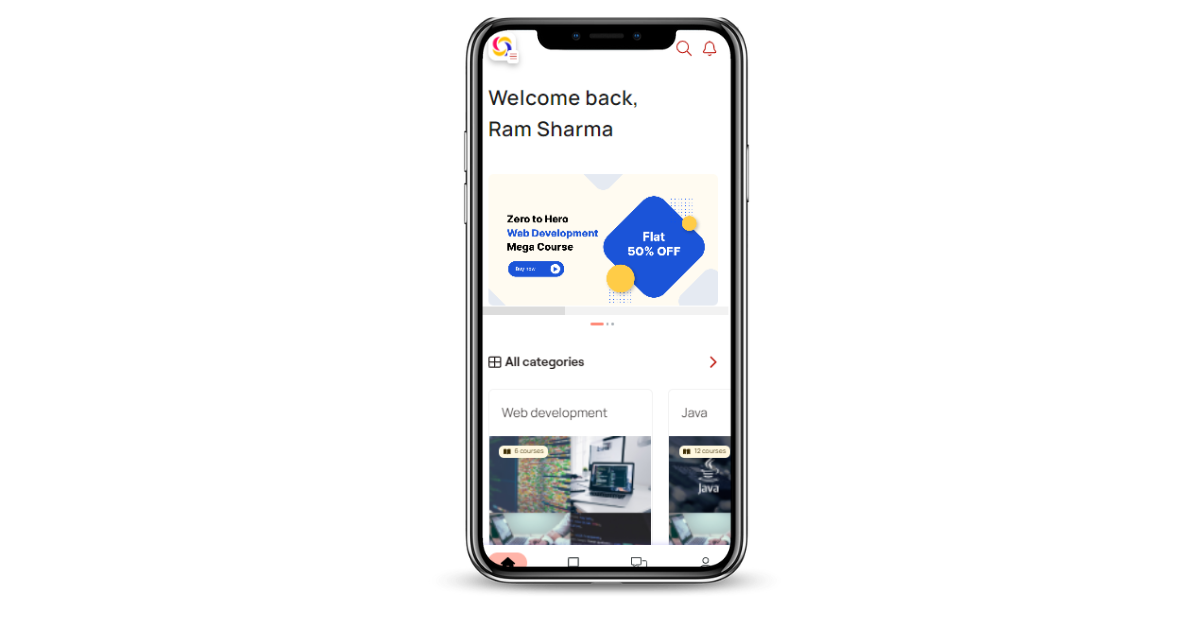 Welcome back,
Ram Sharma
Zero to Hero
Web Development
Mega Course
Buy now
Flat
50% OFF
All categories
Web development
Java
6 courses
12 courses
Java